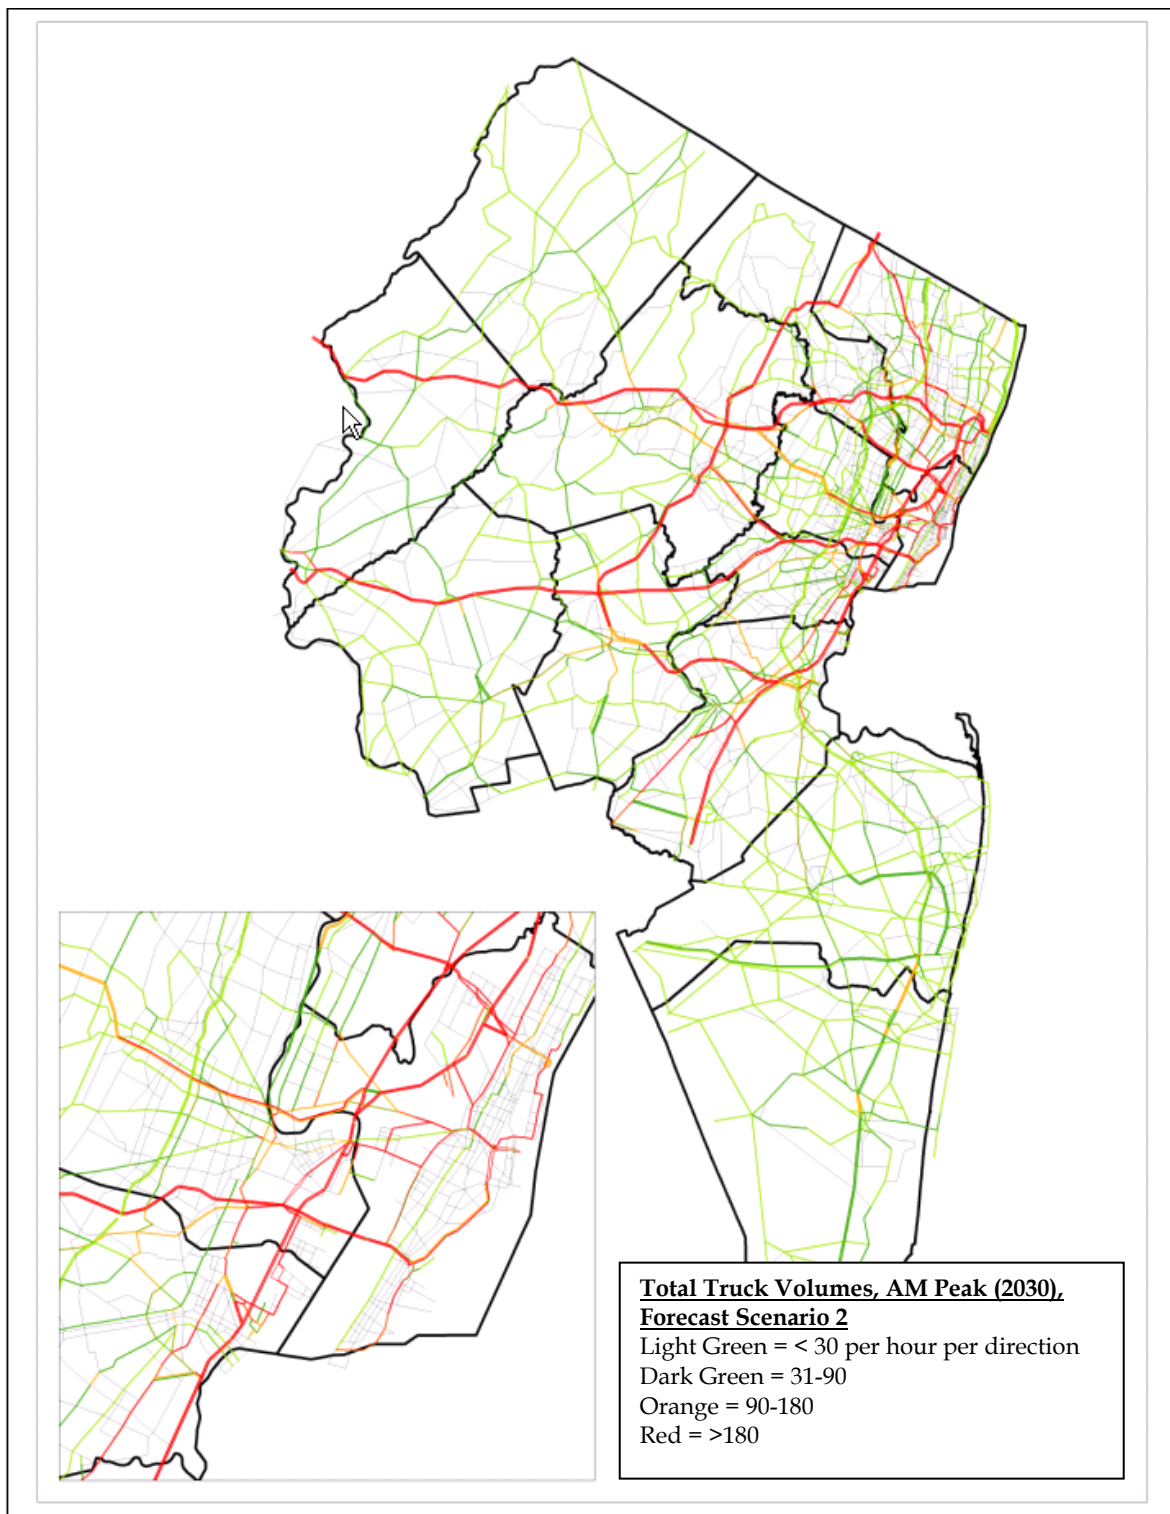 Total Truck Volumes, AM Peak (2030),
Forecast Scenario 2
Light Green = < 30 per hour per direction
Dark Green = 31-90
Orange = 90-180
Red = >180